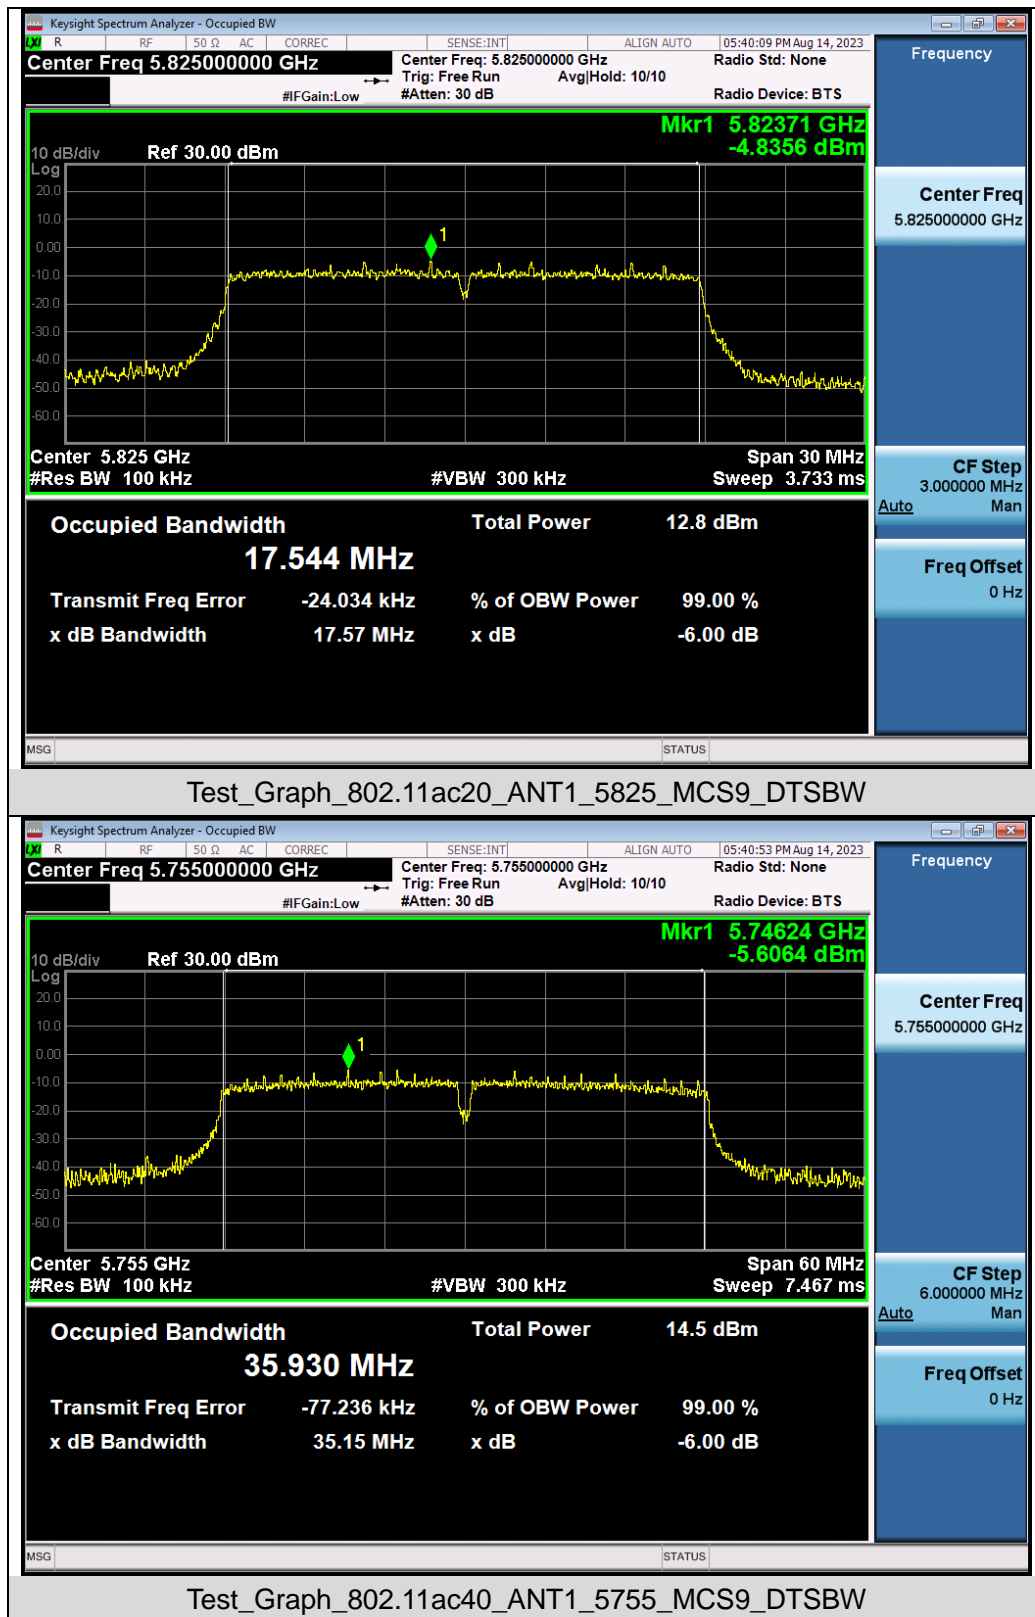 Keysight Spectrum Analyzer - Occupied BW
LXI R RF 50 Ω AC CORREC SENSE:INT ALIGN AUTO 05:40:09 PM Aug 14, 2023
Center Freq 5.825000000 GHz
Center Freq: 5.825000000 GHz
Radio Std: None
Trig: Free Run Avg|Hold: 10/10
#IFGain:Low
#Atten: 30 dB
Radio Device: BTS
Frequency
Mkr1 5.82371 GHz
-4.8356 dBm
10 dB/div Ref 30.00 dBm
Log
20.0
10.0
0.00
-10.0
-20.0
-30.0
-40.0
-50.0
-60.0
1
Center Freq
5.825000000 GHz
Center 5.825 GHz Span 30 MHz
#Res BW 100 kHz #VBW 300 kHz Sweep 3.733 ms
CF Step
3.000000 MHz
Auto Man
Occupied Bandwidth Total Power 12.8 dBm
17.544 MHz
Transmit Freq Error -24.034 kHz % of OBW Power 99.00 %
x dB Bandwidth 17.57 MHz x dB -6.00 dB
Freq Offset
0 Hz
MSG STATUS
Test_Graph_802.11ac20_ANT1_5825_MCS9_DTSBW
Keysight Spectrum Analyzer - Occupied BW
LXI R RF 50 Ω AC CORREC SENSE:INT ALIGN AUTO 05:40:53 PM Aug 14, 2023
Center Freq 5.755000000 GHz
Center Freq: 5.755000000 GHz
Radio Std: None
Trig: Free Run Avg|Hold: 10/10
#IFGain:Low
#Atten: 30 dB
Radio Device: BTS
Frequency
Mkr1 5.74624 GHz
-5.6064 dBm
10 dB/div Ref 30.00 dBm
Log
20.0
10.0
0.00
-10.0
-20.0
-30.0
-40.0
-50.0
-60.0
1
Center Freq
5.755000000 GHz
Center 5.755 GHz Span 60 MHz
#Res BW 100 kHz #VBW 300 kHz Sweep 7.467 ms
CF Step
6.000000 MHz
Auto Man
Occupied Bandwidth Total Power 14.5 dBm
35.930 MHz
Transmit Freq Error -77.236 kHz % of OBW Power 99.00 %
x dB Bandwidth 35.15 MHz x dB -6.00 dB
Freq Offset
0 Hz
MSG STATUS
Test_Graph_802.11ac40_ANT1_5755_MCS9_DTSBW